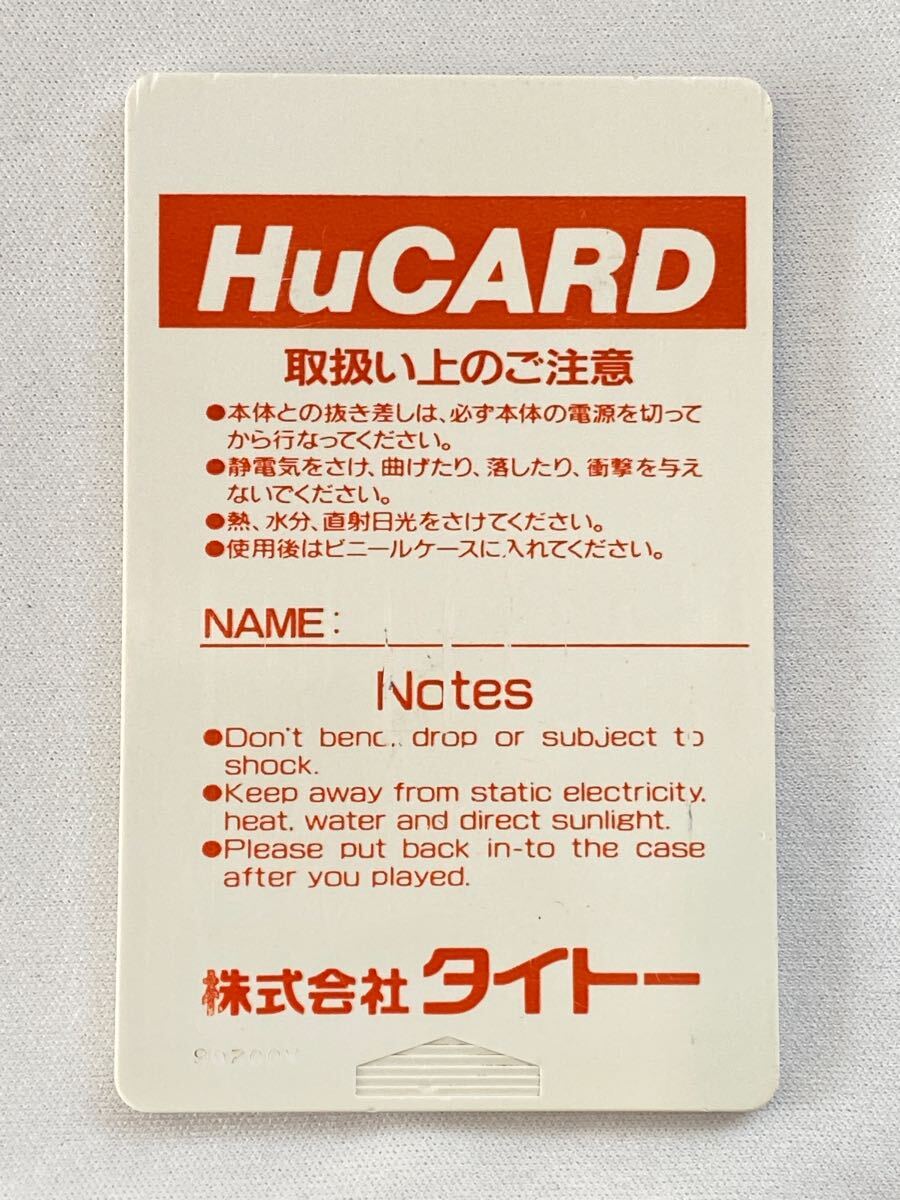 HuCARD
取扱い上のご注意
●本体との抜き差しは、必ず本体の電源を切って
から行なってください。
●静電気をさけ、曲げたり、落したり、衝撃を与え
ないでください。
●熱、水分、直射日光をさけてください。
●使用後はビニールケースに入れてください。
NAME:
Notes
●Don't bend, drop or subject to
shock.
●Keep away from static electricity,
heat, water and direct sunlight.
●Please put back in-to the case
after you played.
株式会社タイトー